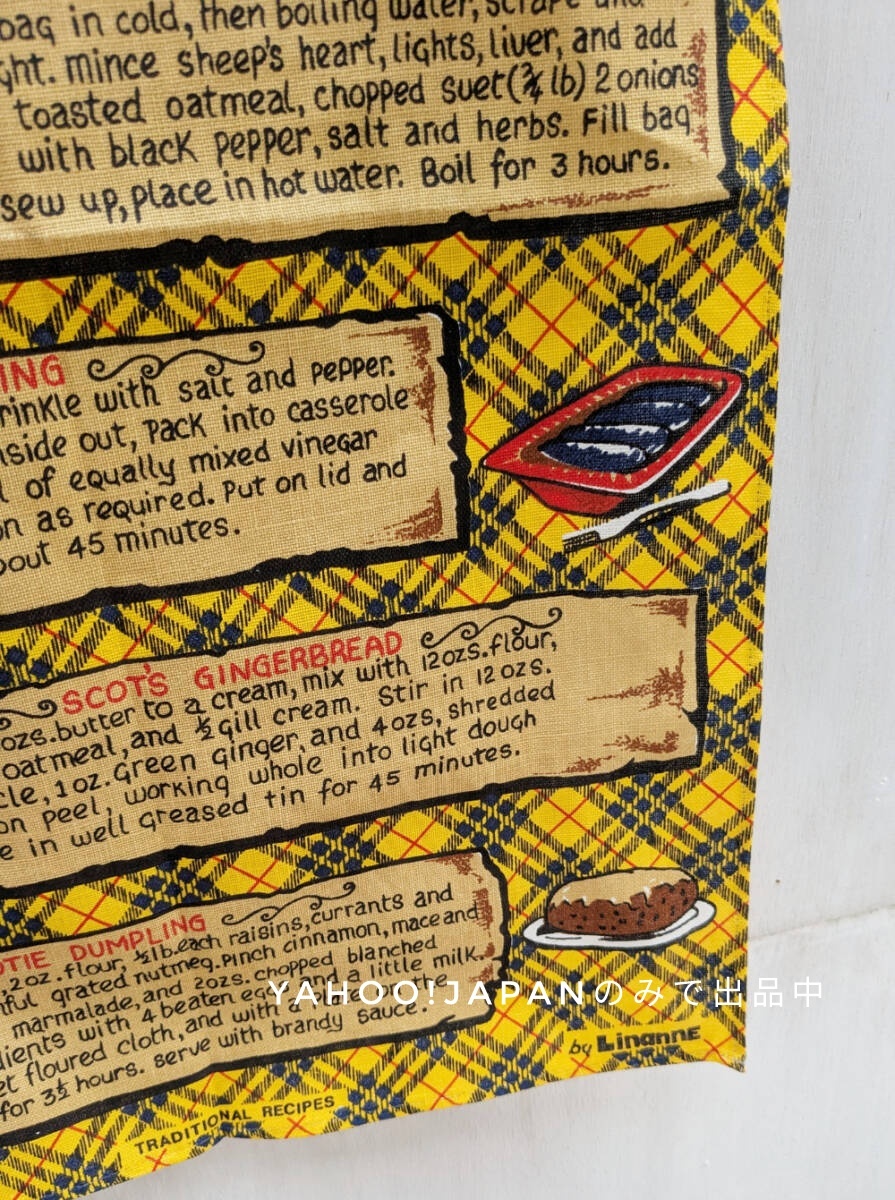 bag in cold, then boiling water, scrape and
ght. mince sheep's heart, lights, liver, and add
toasted oatmeal, chopped suet (¾ lb) 2 onions
with black pepper, salt and herbs. Fill bag
sew up, place in hot water. Boil for 3 hours.
ING
rinkle with salt and pepper.
nside out, pack into casserole
l of equally mixed vinegar
on as required. Put on lid and
bout 45 minutes.
SCOT'S GINGERBREAD
ozs. butter to a cream, mix with 12ozs. flour,
oatmeal, and ½ gill cream. Stir in 12 ozs.
cle, 1 oz. green ginger, and 4ozs, shredded
on peel, working whole into light dough
e in well greased tin for 45 minutes.
OTIE DUMPLING
2oz. flour, ½ lb. each raisins, currants and
ful grated nutmeg. Pinch cinnamon, mace and
marmalade, and 2ozs. chopped blanched
dients with 4 beaten eggs and a little milk.
et floured cloth, and with a the
for 3½ hours. serve with brandy sauce.
YAHOO!JAPANのみで出品中
by Linanne
TRADITIONAL RECIPES